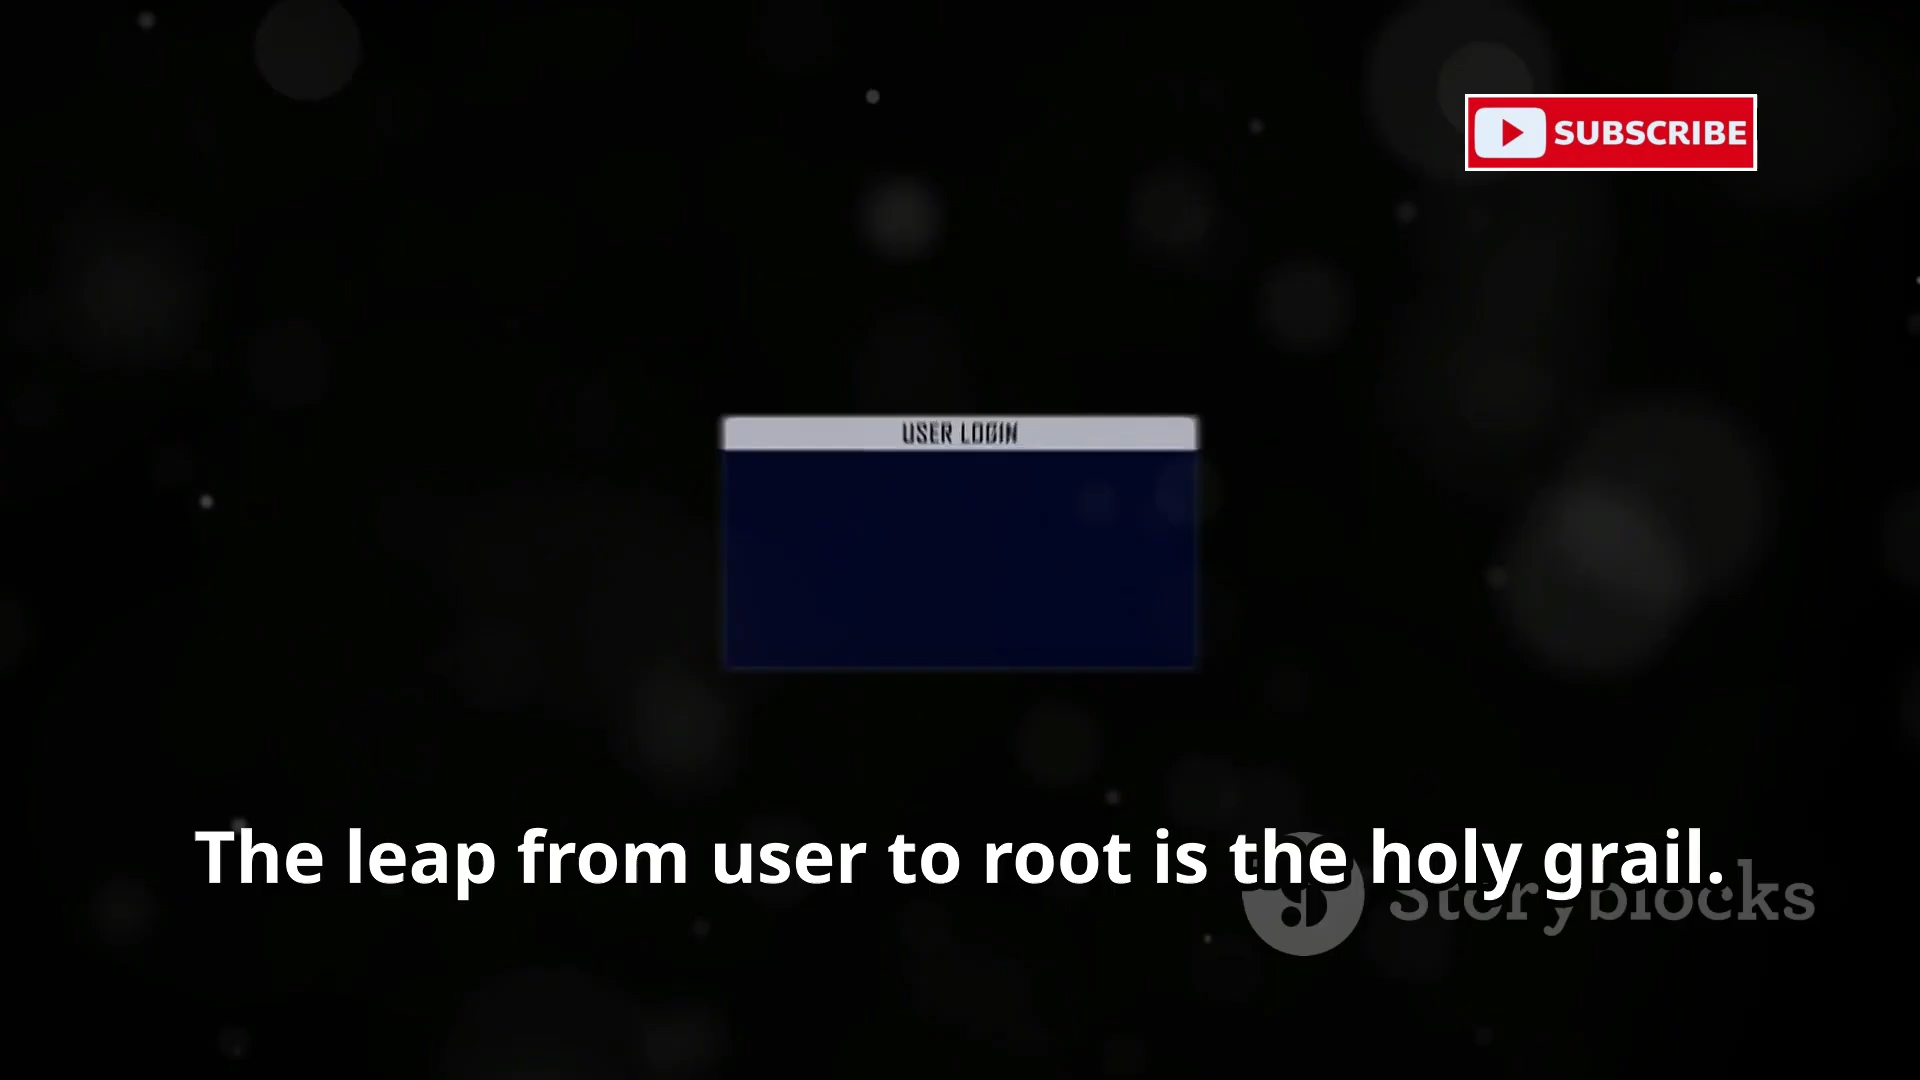 SUBSCRIBE
USER LOGIN
The leap from user to root is the holy grail.
Storyblocks